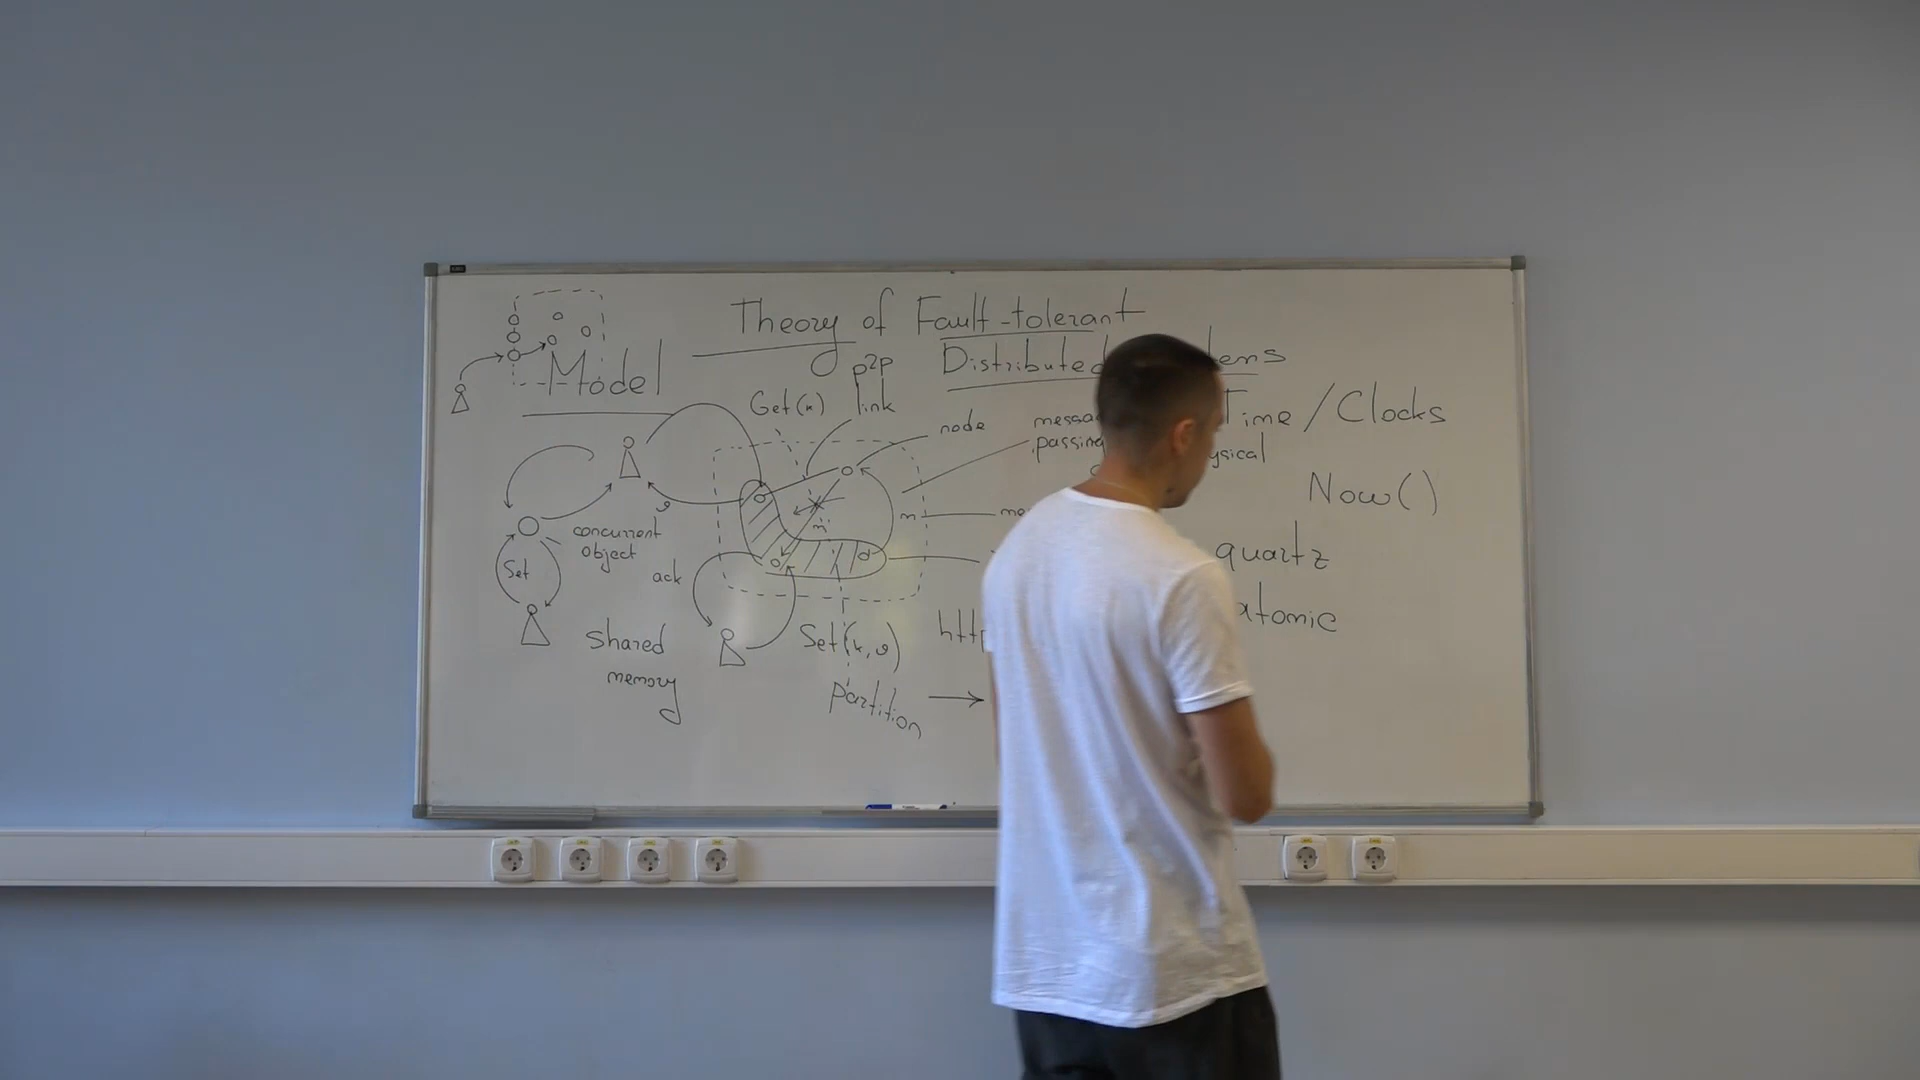 Theory of Fault-tolerant
Distributed
Model
p2p
link
Get(k)
node
passing
Time / Clocks
Now()
concurrent
object
Set
ack
m
m'
quartz
atomic
shared
memory
Set(k, v)
v
partition